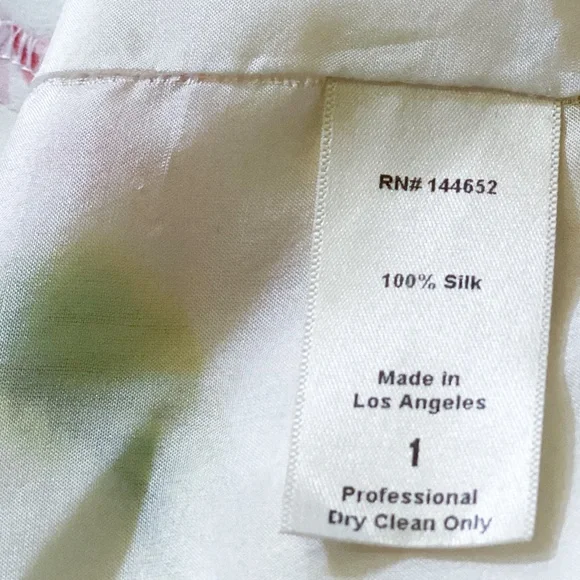 RN# 144652
100% Silk
Made in
Los Angeles
1
Professional
Dry Clean Only